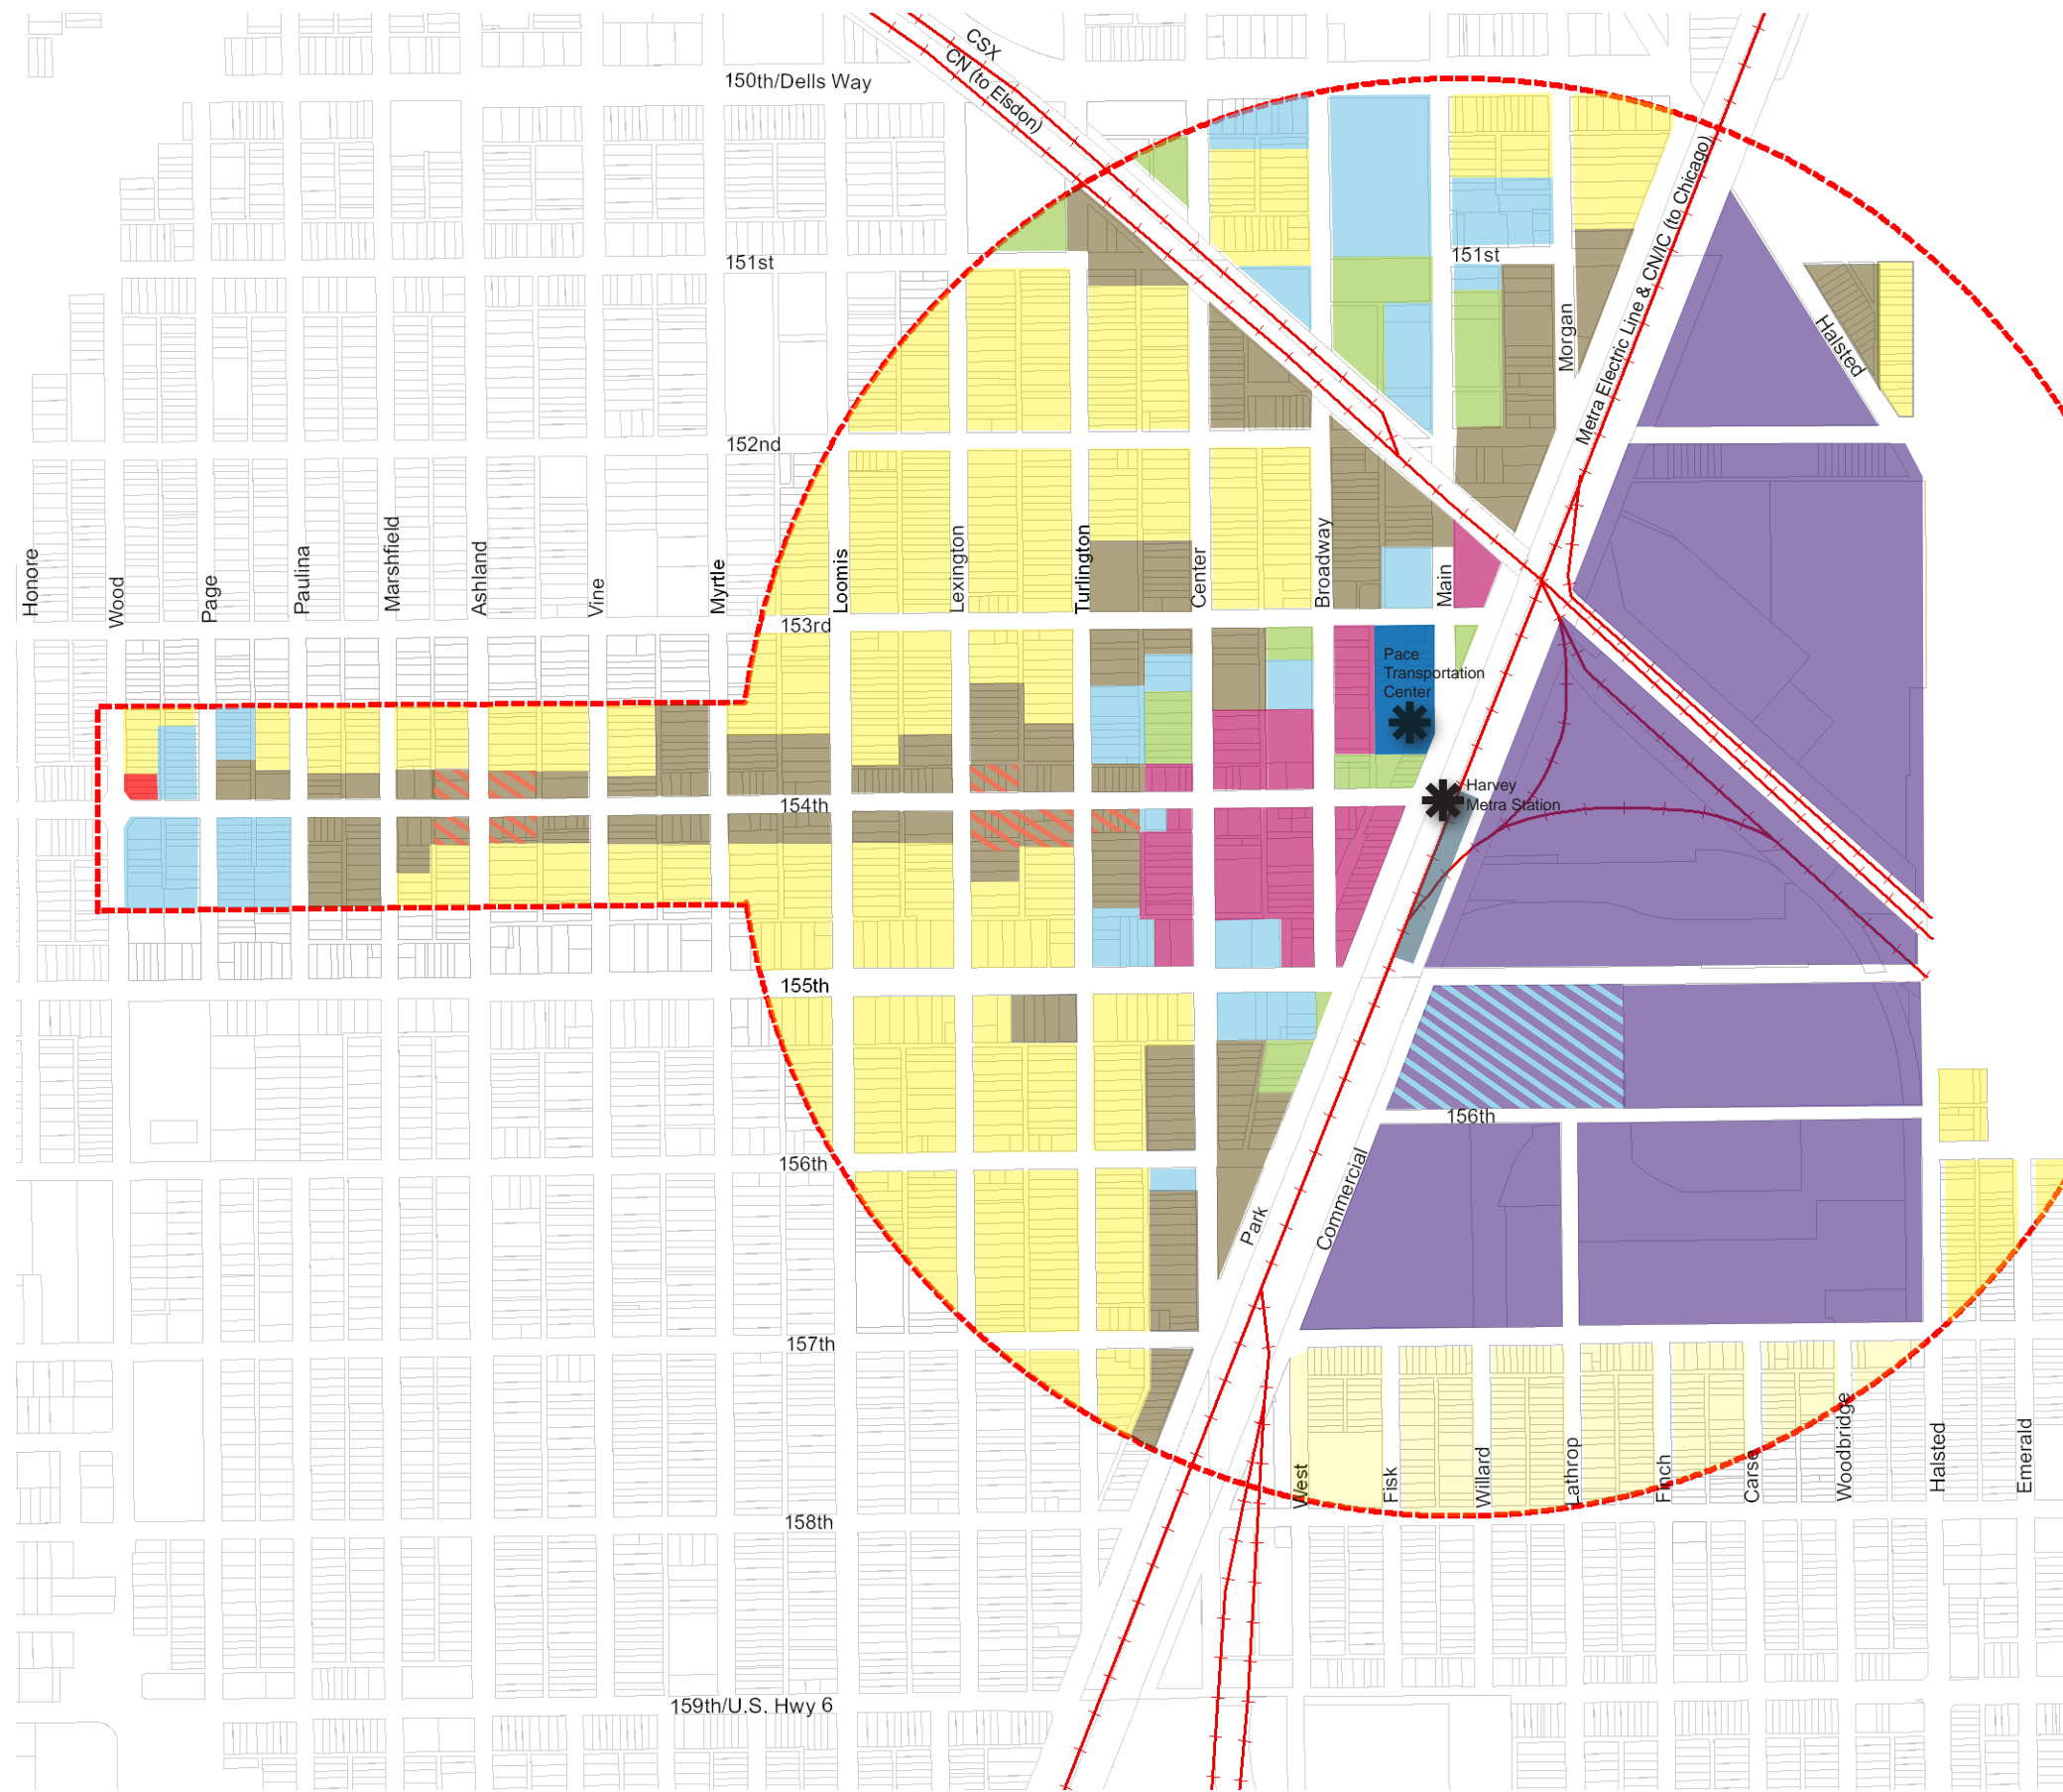 CSX
CN (to Elsdon)
150th/Dells Way
Metra Electric Line & CN/IC (to Chicago)
151st
151st
Halsted
Morgan
152nd
Honore
Wood
Page
Paulina
Marshfield
Ashland
Vine
Myrtle
Loomis
Lexington
Turlington
Center
Broadway
Main
153rd
Pace
Transportation
Center
Harvey
Metra Station
154th
155th
156th
156th
Park
Commercial
157th
West
Fisk
Willard
Lathrop
Finch
Carse
Woodbridge
Halsted
Emerald
158th
159th/U.S. Hwy 6